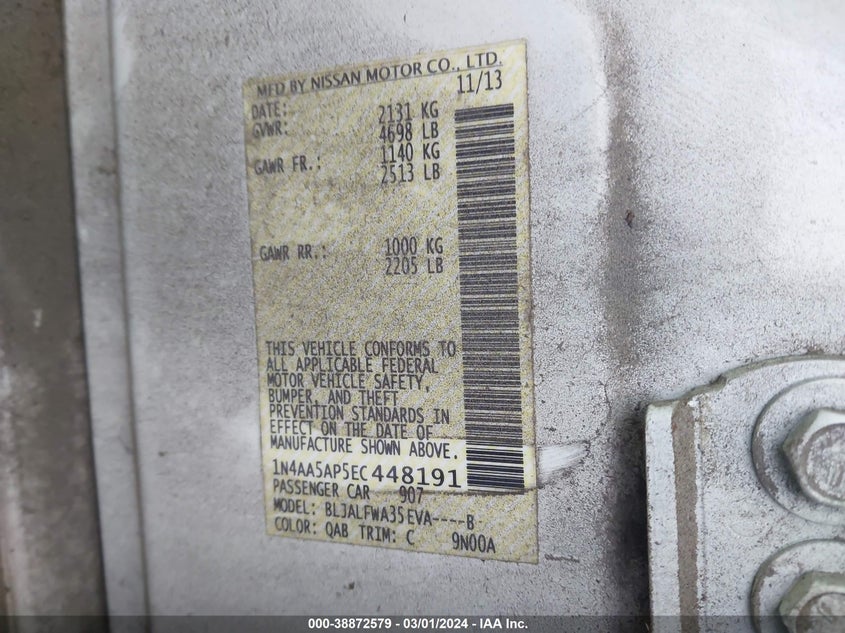 MFD BY NISSAN MOTOR CO., LTD.
DATE: 11/13
GVWR: 2131 KG
4698 LB
GAWR FR.: 1140 KG
2513 LB
GAWR RR.: 1000 KG
2205 LB
THIS VEHICLE CONFORMS TO
ALL APPLICABLE FEDERAL
MOTOR VEHICLE SAFETY,
BUMPER, AND THEFT
PREVENTION STANDARDS IN
EFFECT ON THE DATE OF
MANUFACTURE SHOWN ABOVE.
1N4AA5AP5EC448191
PASSENGER CAR 907
MODEL: BLJALFWA35EVA----B
COLOR: QAB TRIM: C 9N00A
000-38872579 - 03/01/2024 - IAA Inc.